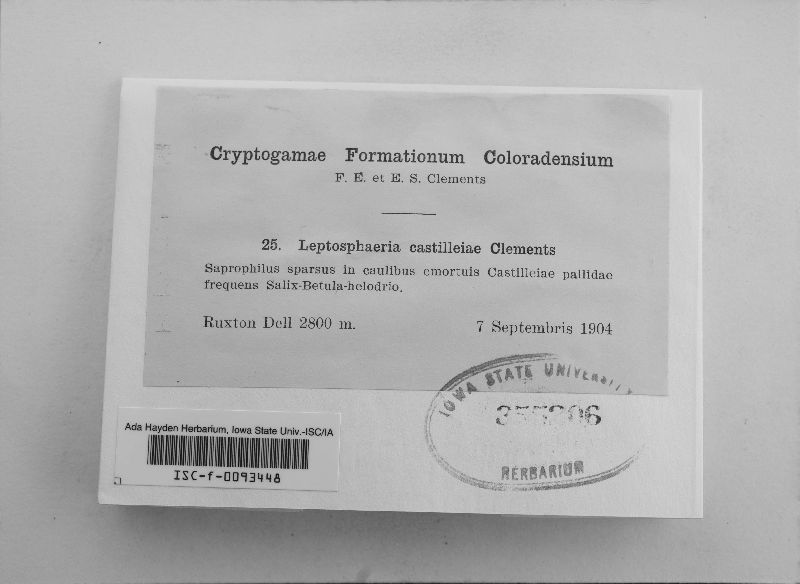 Cryptogamae Formationum Coloradensium
F. E. et E. S. Clements
25. Leptosphaeria castilleiae Clements
Saprophilus sparsus in caulibus emortuis Castilleiae pallidae
frequens Salix-Betula-helodrio.
Ruxton Dell 2800 m. 7 Septembris 1904
IOWA STATE UNIVERSITY
HERBARIUM
Ada Hayden Herbarium, Iowa State Univ.-ISC/IA
ISC-f-0093448